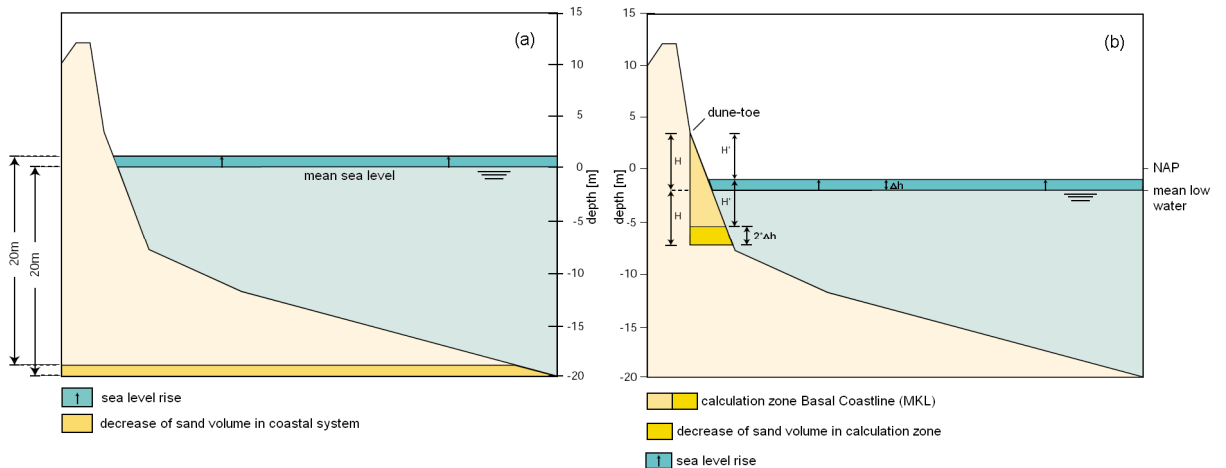 (a)
15
10
5
0
-5
-10
-15
-20
depth [m]
mean sea level
20m
20m
sea level rise
decrease of sand volume in coastal system
(b)
15
10
5
0
-5
-10
-15
-20
depth [m]
dune-toe
H
H'
H
H'
Δh
2*Δh
NAP
mean low
water
calculation zone Basal Coastline (MKL)
decrease of sand volume in calculation zone
sea level rise